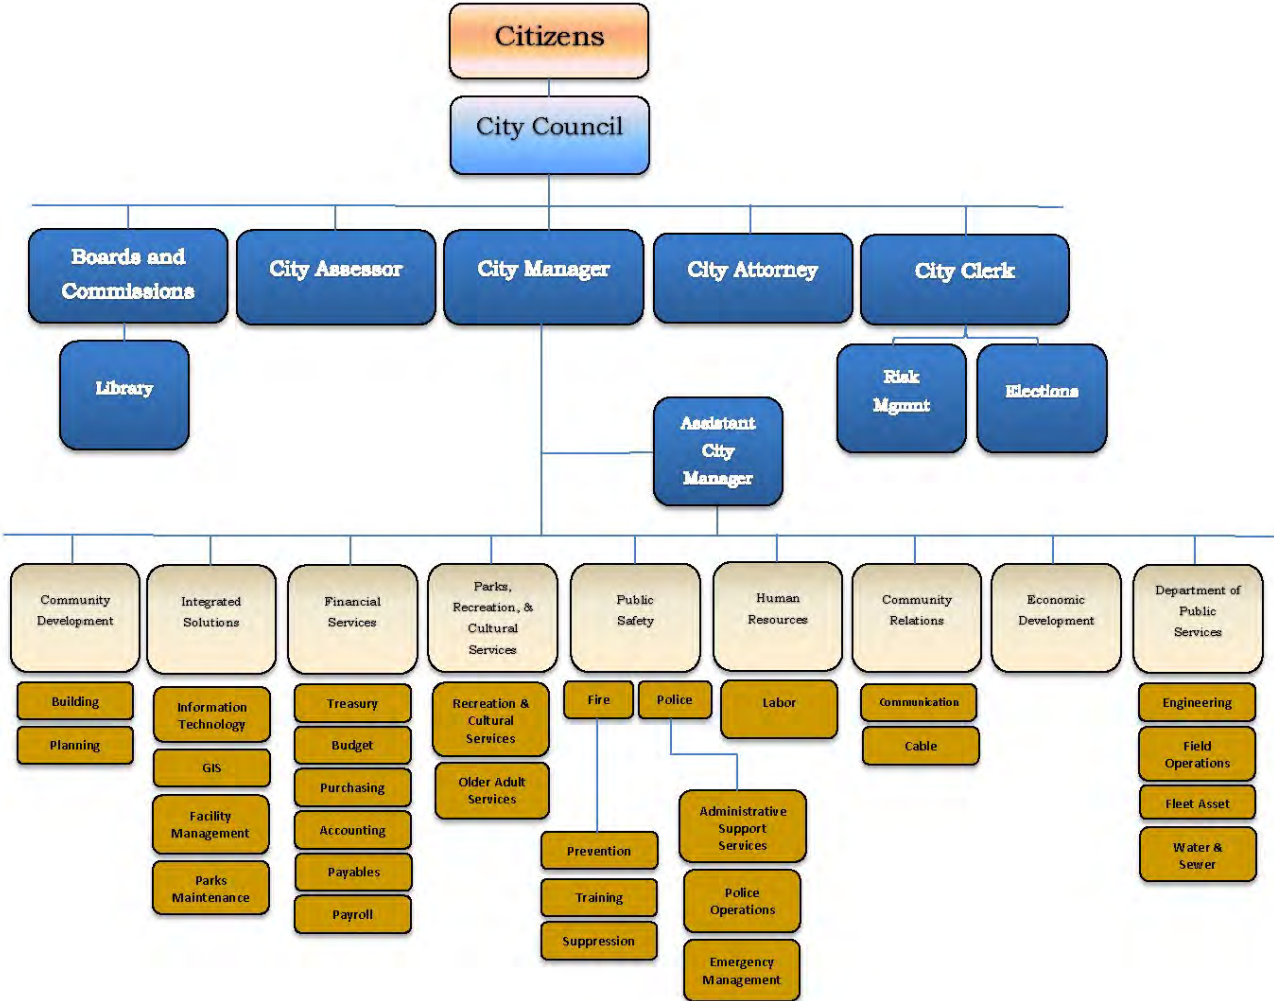 Citizens
City Council
Boards and
Commissions
City Assessor
City Manager
City Attorney
City Clerk
Library
Risk
Mgmnt
Elections
Assistant
City
Manager
Community
Development
Integrated
Solutions
Financial
Services
Parks,
Recreation, &
Cultural
Services
Public
Safety
Human
Resources
Community
Relations
Economic
Development
Department of
Public
Services
Building
Planning
Information
Technology
GIS
Facility
Management
Parks
Maintenance
Treasury
Budget
Purchasing
Accounting
Payables
Payroll
Recreation &
Cultural
Services
Older Adult
Services
Fire
Police
Prevention
Training
Suppression
Administrative
Support
Services
Police
Operations
Emergency
Management
Labor
Communication
Cable
Engineering
Field
Operations
Fleet Asset
Water &
Sewer